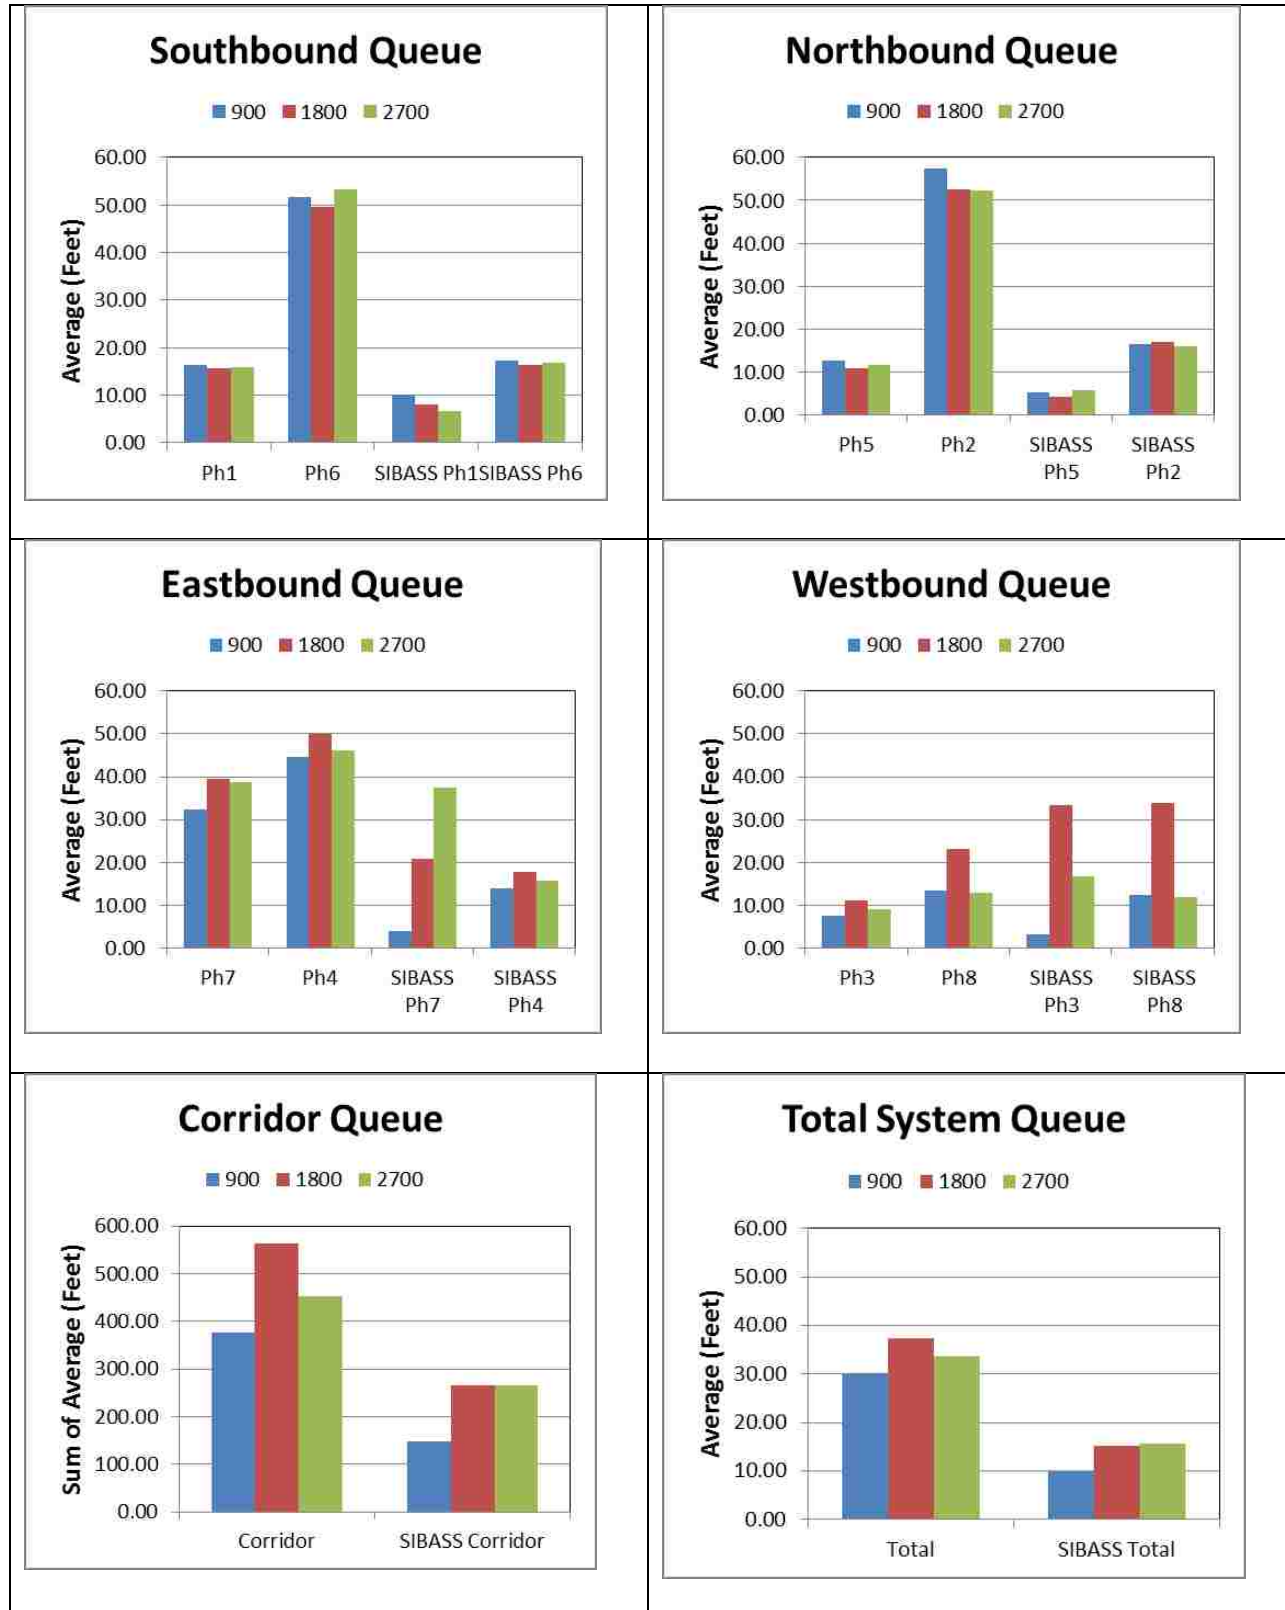 Southbound Queue
900 1800 2700
Average (Feet)
60.00
50.00
40.00
30.00
20.00
10.00
0.00
Ph1 Ph6 SIBASS Ph1 SIBASS Ph6
Northbound Queue
900 1800 2700
Average (Feet)
60.00
50.00
40.00
30.00
20.00
10.00
0.00
Ph5 Ph2 SIBASS SIBASS
Ph5 Ph2
Eastbound Queue
900 1800 2700
Average (Feet)
60.00
50.00
40.00
30.00
20.00
10.00
0.00
Ph7 Ph4 SIBASS SIBASS
Ph7 Ph4
Westbound Queue
900 1800 2700
Average (Feet)
60.00
50.00
40.00
30.00
20.00
10.00
0.00
Ph3 Ph8 SIBASS SIBASS
Ph3 Ph8
Corridor Queue
900 1800 2700
Sum of Average (Feet)
600.00
500.00
400.00
300.00
200.00
100.00
0.00
Corridor SIBASS Corridor
Total System Queue
900 1800 2700
Average (Feet)
60.00
50.00
40.00
30.00
20.00
10.00
0.00
Total SIBASS Total